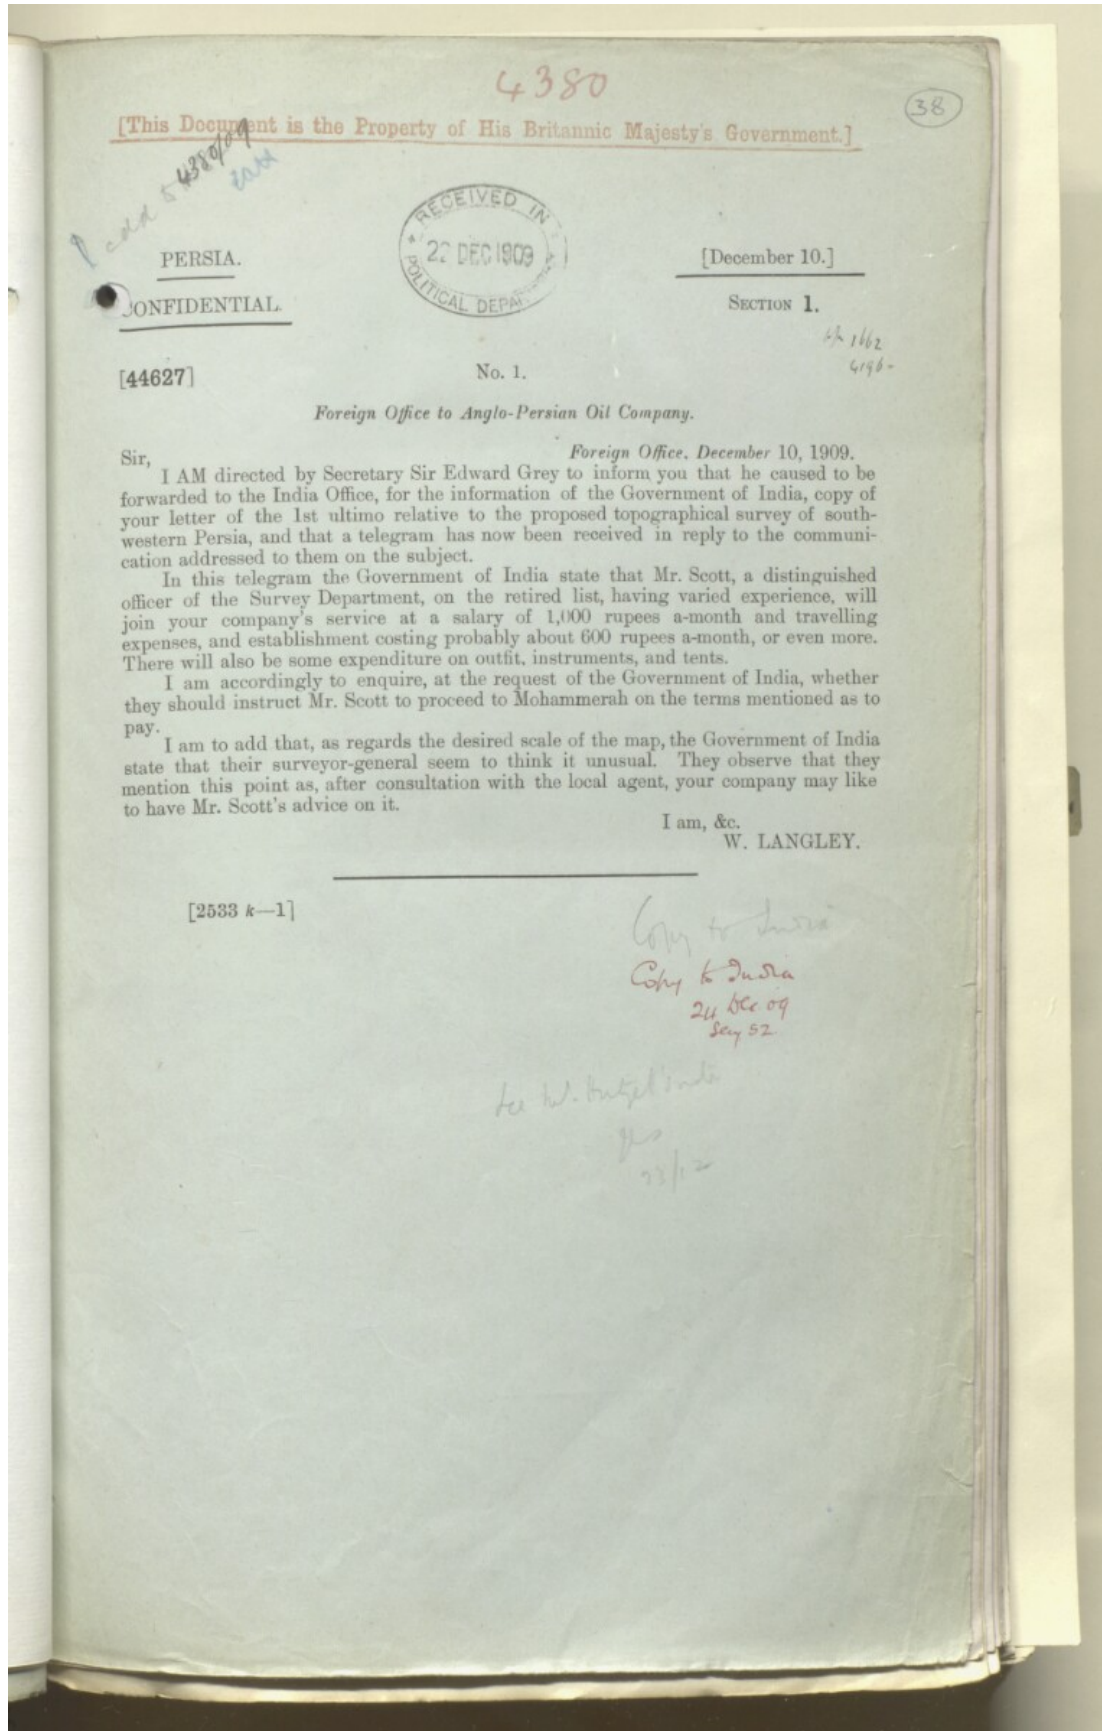 4380
38
[This Document is the Property of His Britannic Majesty's Government.]
4380/09
RECEIVED IN
22 DEC 1909
POLITICAL DEPARTMENT
PERSIA.
[December 10.]
CONFIDENTIAL.
SECTION 1.
1662
4196
[44627]
No. 1.
Foreign Office to Anglo-Persian Oil Company.
Sir,
Foreign Office, December 10, 1909.
I AM directed by Secretary Sir Edward Grey to inform you that he caused to be
forwarded to the India Office, for the information of the Government of India, copy of
your letter of the 1st ultimo relative to the proposed topographical survey of south-
western Persia, and that a telegram has now been received in reply to the communi-
cation addressed to them on the subject.
In this telegram the Government of India state that Mr. Scott, a distinguished
officer of the Survey Department, on the retired list, having varied experience, will
join your company's service at a salary of 1,000 rupees a-month and travelling
expenses, and establishment costing probably about 600 rupees a-month, or even more.
There will also be some expenditure on outfit, instruments, and tents.
I am accordingly to enquire, at the request of the Government of India, whether
they should instruct Mr. Scott to proceed to Mohammerah on the terms mentioned as to
pay.
I am to add that, as regards the desired scale of the map, the Government of India
state that their surveyor-general seem to think it unusual. They observe that they
mention this point as, after consultation with the local agent, your company may like
to have Mr. Scott's advice on it.
I am, &c.
W. LANGLEY.
[2533 k—1]
Copy to India
Copy to India
24 Dec 09
Secy 52
23/12